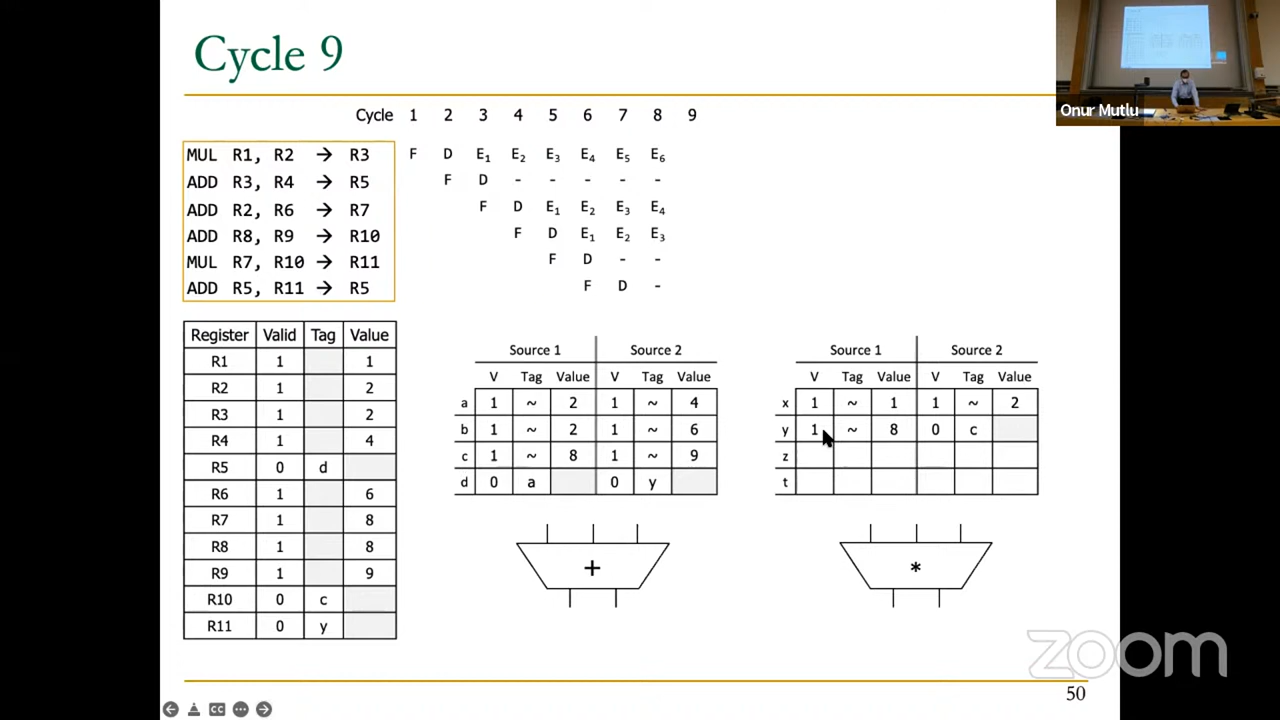 Cycle 9
Onur Mutlu
Cycle 1 2 3 4 5 6 7 8 9
MUL R1, R2 → R3 F D E₁ E₂ E₃ E₄ E₅ E₆
ADD R3, R4 → R5 F D - - - - -
ADD R2, R6 → R7 F D E₁ E₂ E₃ E₄
ADD R8, R9 → R10 F D E₁ E₂ E₃
MUL R7, R10 → R11 F D - -
ADD R5, R11 → R5 F D -
Register Valid Tag Value
R1 1 1
R2 1 2
R3 1 2
R4 1 4
R5 0 d
R6 1 6
R7 1 8
R8 1 8
R9 1 9
R10 0 c
R11 0 y
Source 1 Source 2
V Tag Value V Tag Value
a 1 ~ 2 1 ~ 4
b 1 ~ 2 1 ~ 6
c 1 ~ 8 1 ~ 9
d 0 a 0 y
+
Source 1 Source 2
V Tag Value V Tag Value
x 1 ~ 1 1 ~ 2
y 1 ~ 8 0 c
z
t
*
zoom
50
CC